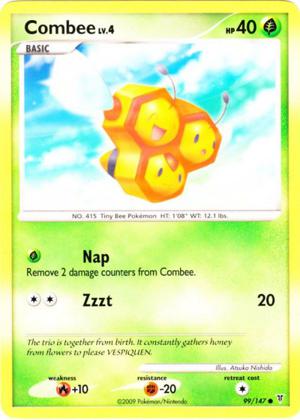 Combee LV.4 HP 40
BASIC
NO. 415 Tiny Bee Pokémon HT: 1'08" WT: 12.1 lbs.
Nap
Remove 2 damage counters from Combee.
Zzzt 20
The trio is together from birth. It constantly gathers honey
from flowers to please VESPIQUEN.
Illus. Atsuko Nishida
weakness resistance retreat cost
+10 -20
99/147
©2009 Pokémon/Nintendo